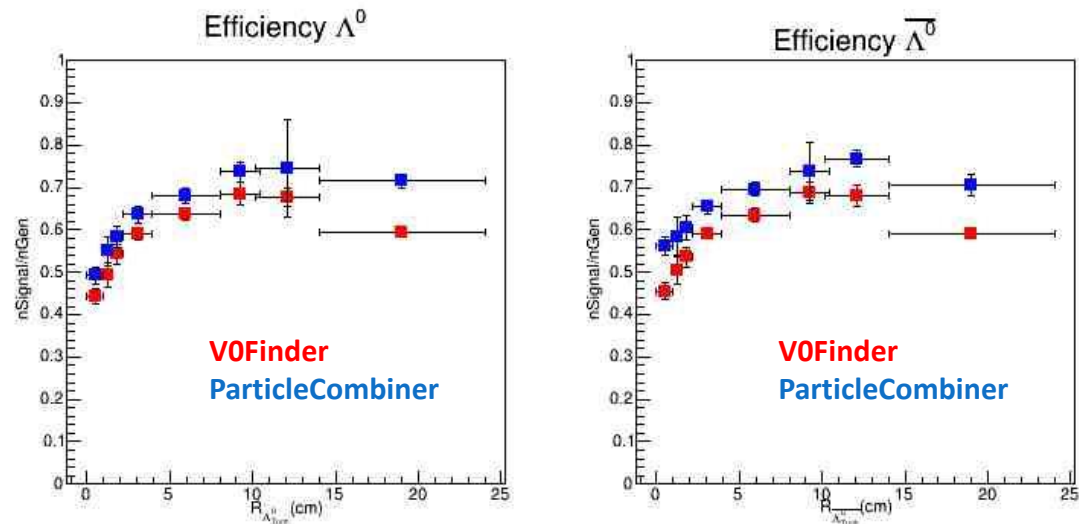 Efficiency Λ⁰
nSignal/nGen
1
0.9
0.8
0.7
0.6
0.5
0.4
0.3
0.2
0.1
0
V0Finder
ParticleCombiner
0 5 10 15 20 25
(cm)
Efficiency Λ̅⁰
nSignal/nGen
1
0.9
0.8
0.7
0.6
0.5
0.4
0.3
0.2
0.1
0
V0Finder
ParticleCombiner
0 5 10 15 20 25
(cm)